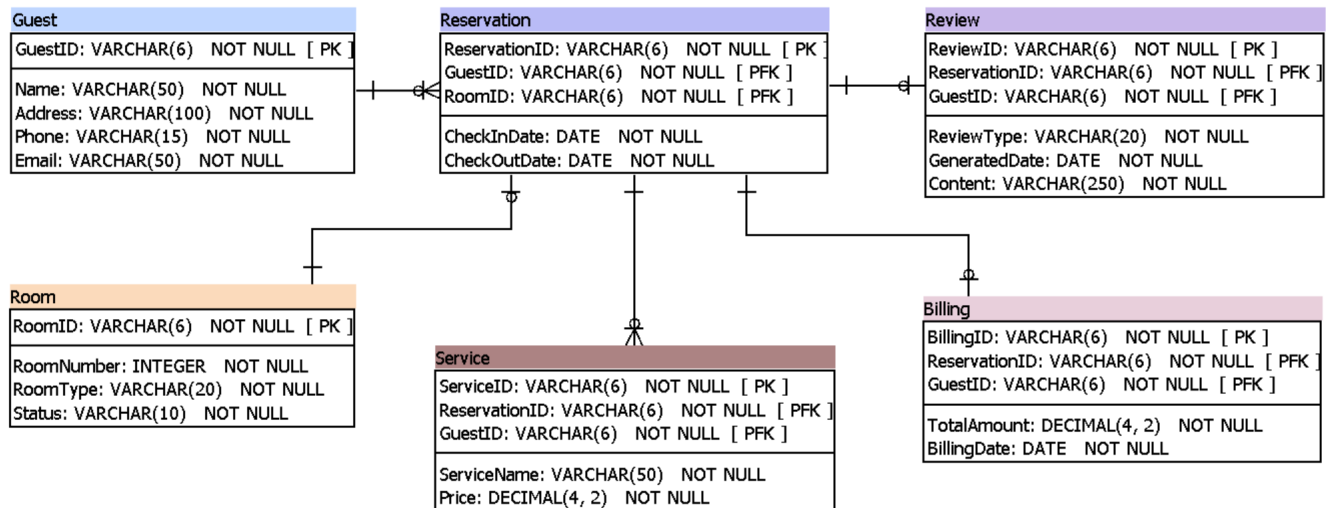 Guest
GuestID: VARCHAR(6) NOT NULL [ PK ]
Name: VARCHAR(50) NOT NULL
Address: VARCHAR(100) NOT NULL
Phone: VARCHAR(15) NOT NULL
Email: VARCHAR(50) NOT NULL
Reservation
ReservationID: VARCHAR(6) NOT NULL [ PK ]
GuestID: VARCHAR(6) NOT NULL [ PFK ]
RoomID: VARCHAR(6) NOT NULL [ PFK ]
CheckInDate: DATE NOT NULL
CheckOutDate: DATE NOT NULL
Review
ReviewID: VARCHAR(6) NOT NULL [ PK ]
ReservationID: VARCHAR(6) NOT NULL [ PFK ]
GuestID: VARCHAR(6) NOT NULL [ PFK ]
ReviewType: VARCHAR(20) NOT NULL
GeneratedDate: DATE NOT NULL
Content: VARCHAR(250) NOT NULL
Room
RoomID: VARCHAR(6) NOT NULL [ PK ]
RoomNumber: INTEGER NOT NULL
RoomType: VARCHAR(20) NOT NULL
Status: VARCHAR(10) NOT NULL
Service
ServiceID: VARCHAR(6) NOT NULL [ PK ]
ReservationID: VARCHAR(6) NOT NULL [ PFK ]
GuestID: VARCHAR(6) NOT NULL [ PFK ]
ServiceName: VARCHAR(50) NOT NULL
Price: DECIMAL(4, 2) NOT NULL
Billing
BillingID: VARCHAR(6) NOT NULL [ PK ]
ReservationID: VARCHAR(6) NOT NULL [ PFK ]
GuestID: VARCHAR(6) NOT NULL [ PFK ]
TotalAmount: DECIMAL(4, 2) NOT NULL
BillingDate: DATE NOT NULL